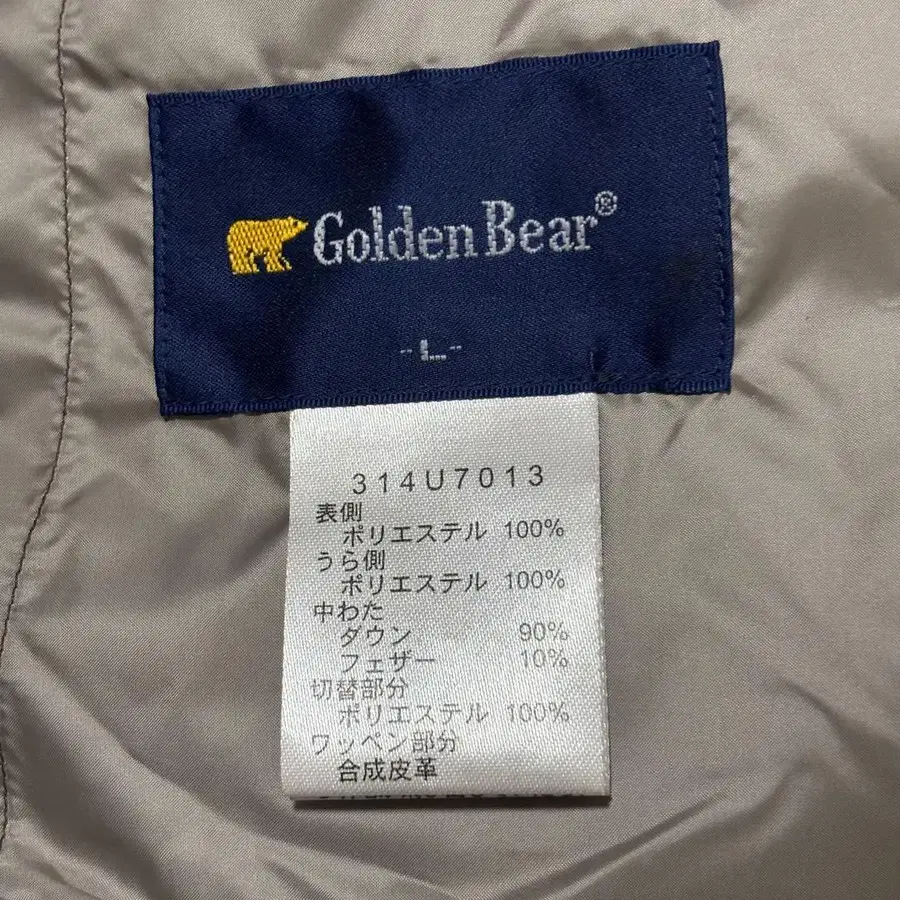 Golden Bear®
-L-
314U7013
表側
ポリエステル 100%
うら側
ポリエステル 100%
中わた
ダウン 90%
フェザー 10%
切替部分
ポリエステル 100%
ワッペン部分
合成皮革